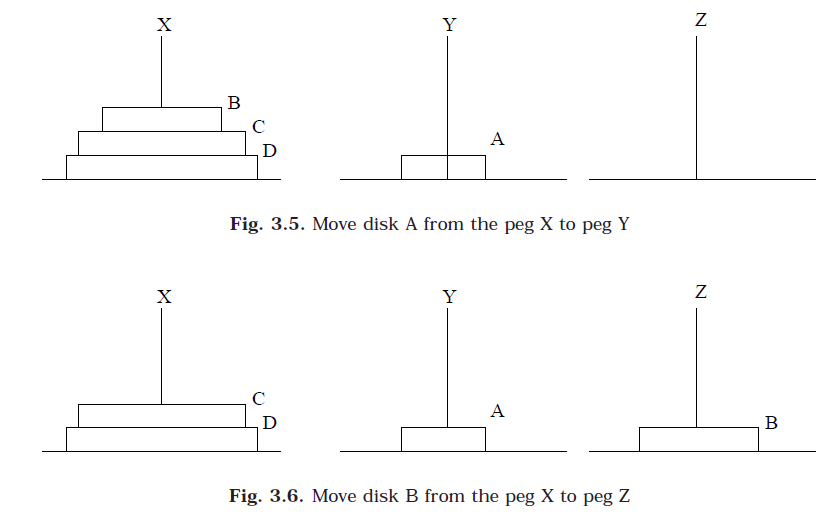 X Y Z
B
C
A
D
Fig. 3.5. Move disk A from the peg X to peg Y
X Y Z
C
A
D B
Fig. 3.6. Move disk B from the peg X to peg Z